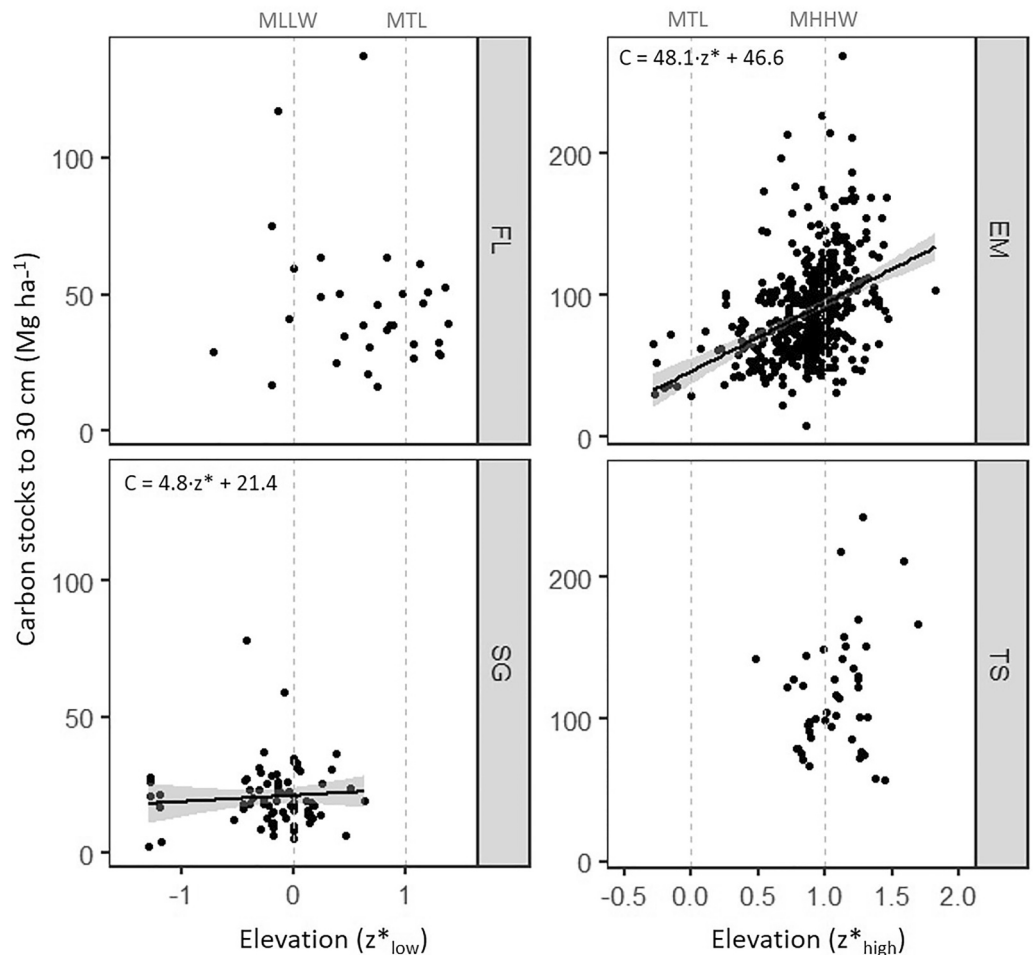 MLLW MTL MTL MHHW
C = 48.1·z* + 46.6
100
50
0
FL
200
100
0
EM
Carbon stocks to 30 cm (Mg ha-1)
C = 4.8·z* + 21.4
100
50
0
SG
200
100
0
TS
-1 0 1
-0.5 0.0 0.5 1.0 1.5 2.0
Elevation (z*low)
Elevation (z*high)